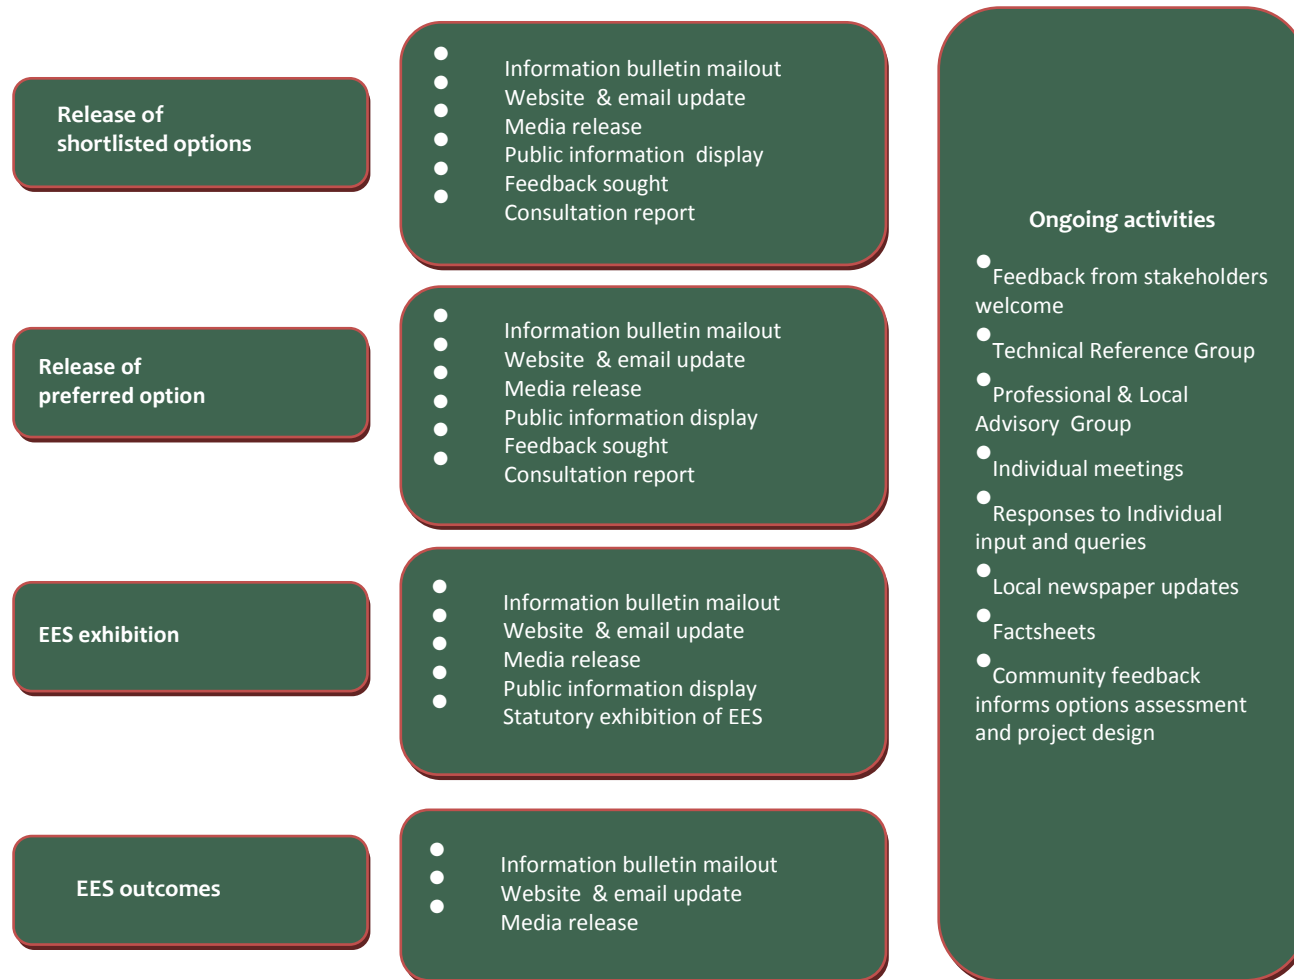 Release of
shortlisted options
● Information bulletin mailout
● Website & email update
● Media release
● Public information display
● Feedback sought
● Consultation report
Release of
preferred option
● Information bulletin mailout
● Website & email update
● Media release
● Public information display
● Feedback sought
● Consultation report
EES exhibition
● Information bulletin mailout
● Website & email update
● Media release
● Public information display
● Statutory exhibition of EES
EES outcomes
● Information bulletin mailout
● Website & email update
● Media release
Ongoing activities
● Feedback from stakeholders
welcome
● Technical Reference Group
● Professional & Local
Advisory Group
● Individual meetings
● Responses to Individual
input and queries
● Local newspaper updates
● Factsheets
● Community feedback
informs options assessment
and project design